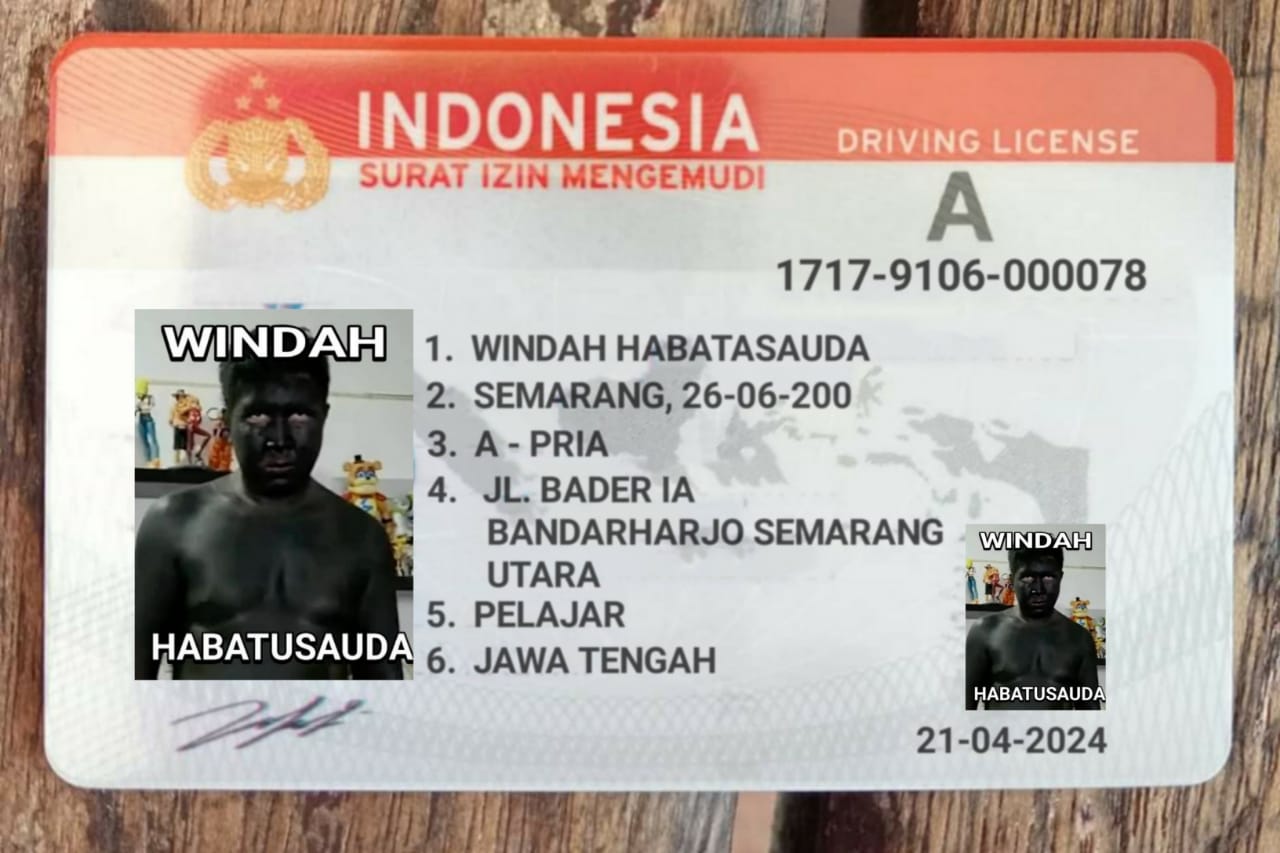 INDONESIA
SURAT IZIN MENGEMUDI
DRIVING LICENSE
A
1717-9106-000078
WINDAH
HABATUSAUDA
1. WINDAH HABATASAUDA
2. SEMARANG, 26-06-200
3. A - PRIA
4. JL. BADER IA
BANDARHARJO SEMARANG
UTARA
5. PELAJAR
6. JAWA TENGAH
WINDAH
HABATUSAUDA
21-04-2024